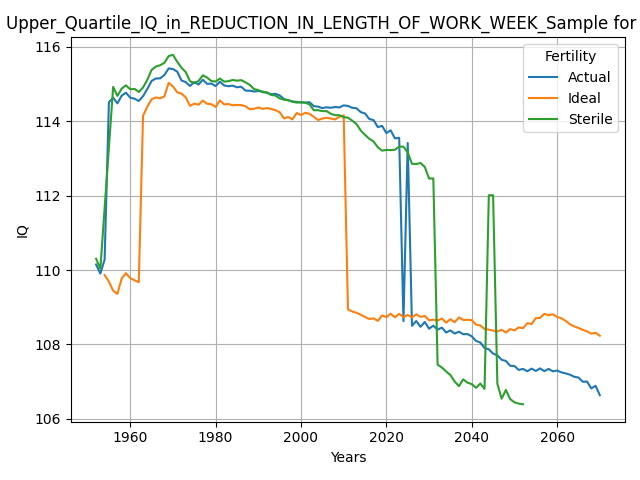 Upper_Quartile_IQ_in_REDUCTION_IN_LENGTH_OF_WORK_WEEK_Sample for
116
114
112
110
108
106
IQ
Fertility
Actual
Ideal
Sterile
1960
1980
2000
2020
2040
2060
Years